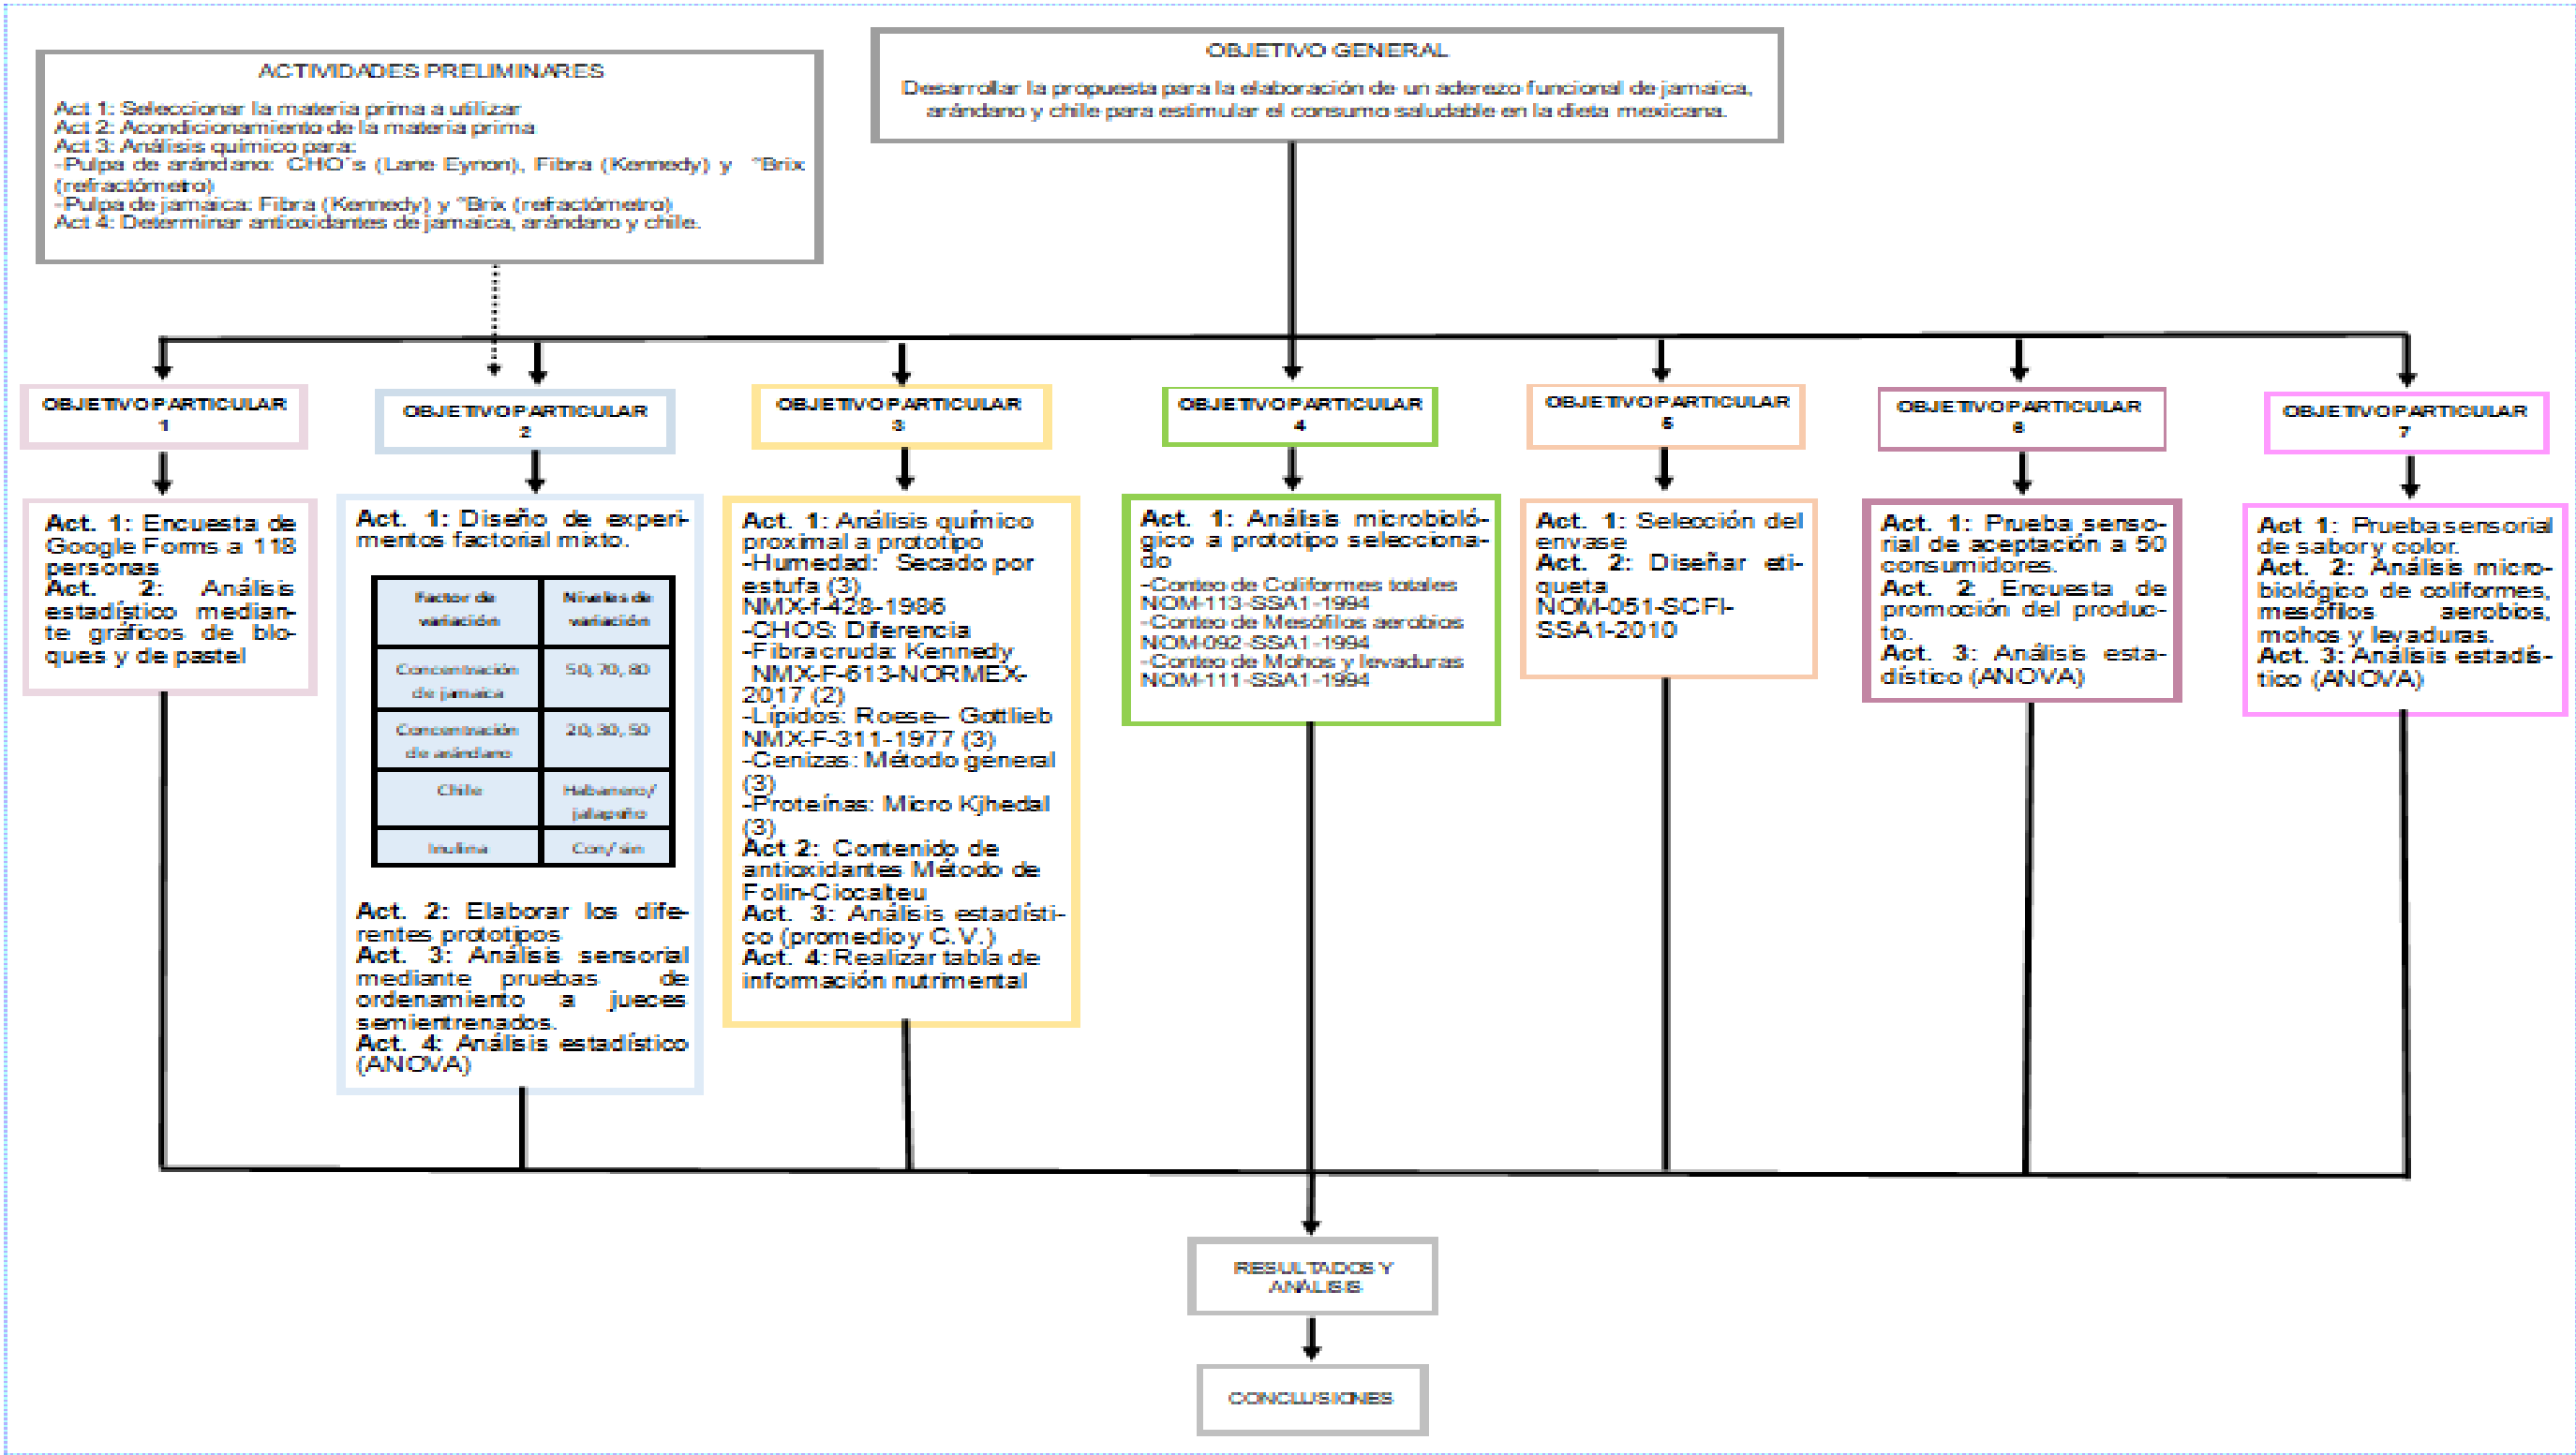 ACTIVIDADES PRELIMINARES
Act 1: Seleccionar la materia prima a utilizar
Act 2: Acondicionamiento de la materia prima
Act 3: Análisis químico para:
-Pulpa de arándano: CHO´s (Lane Eynon), Fibra (Kennedy) y °Brix
(refractómetro)
-Pulpa de jamaica: Fibra (Kennedy) y °Brix (refractómetro)
Act 4: Determinar antioxidantes de jamaica, arándano y chile.
OBJETIVO GENERAL
Desarrollar la propuesta para la elaboración de un aderezo funcional de jamaica,
arándano y chile para estimular el consumo saludable en la dieta mexicana.
OBJETIVO PARTICULAR
1
Act. 1: Encuesta de
Google Forms a 118
personas
Act. 2: Análisis
estadístico median-
te gráficos de blo-
ques y de pastel
OBJETIVO PARTICULAR
2
Act. 1: Diseño de experi-
mentos factorial mixto.
Factor de
variación
Niveles de
variación
Concentración
de jamaica
50, 70, 80
Concentración
de arándano
20, 30, 50
Chile
Habanero/
jalapeño
Inulina
Con/ sin
Act. 2: Elaborar los dife-
rentes prototipos
Act. 3: Análisis sensorial
mediante pruebas de
ordenamiento a jueces
semientrenados.
Act. 4: Análisis estadístico
(ANOVA)
OBJETIVO PARTICULAR
3
Act. 1: Análisis químico
proximal a prototipo
-Humedad: Secado por
estufa (3)
NMX-f-428-1986
-CHOS: Diferencia
-Fibra cruda: Kennedy
NMX-F-613-NORMEX-
2017 (2)
-Lípidos: Roese– Gottlieb
NMX-F-311-1977 (3)
-Cenizas: Método general
(3)
-Proteínas: Micro Kjhedal
(3)
Act 2: Contenido de
antioxidantes Método de
Folin-Ciocalteu
Act. 3: Análisis estadísti-
co (promedio y C.V.)
Act. 4: Realizar tabla de
información nutrimental
OBJETIVO PARTICULAR
4
Act. 1: Análisis microbioló-
gico a prototipo selecciona-
do
-Conteo de Coliformes totales
NOM-113-SSA1-1994
-Conteo de Mesófilos aerobios
NOM-092-SSA1-1994
-Conteo de Mohos y levaduras
NOM-111-SSA1-1994
OBJETIVO PARTICULAR
5
Act. 1: Selección del
envase
Act. 2: Diseñar eti-
queta
NOM-051-SCFI-
SSA1-2010
OBJETIVO PARTICULAR
6
Act. 1: Prueba senso-
rial de aceptación a 50
consumidores.
Act. 2: Encuesta de
promoción del produc-
to.
Act. 3: Análisis esta-
dístico (ANOVA)
OBJETIVO PARTICULAR
7
Act 1: Prueba sensorial
de sabor y color.
Act. 2: Análisis micro-
biológico de coliformes,
mesófilos aerobios,
mohos y levaduras.
Act. 3: Análisis estadís-
tico (ANOVA)
RESULTADOS Y
ANÁLISIS
CONCLUSIONES